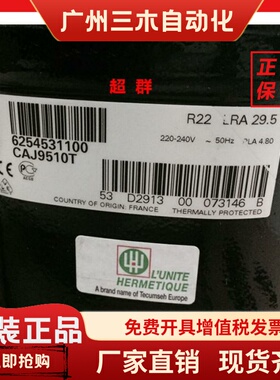 广州三木自动化
正
保
超群
R22 LRA 29.5
6254531100
CAJ9510T
220-240V ~ 50Hz RLA 4.80
53 D2913 00 073146 B
COUNTRY OF ORIGIN: FRANCE THERMALLY PROTECTED
L'UNITE
HERMETIQUE
A brand name of Tecumseh Europe
装正品
免费开具增值税发票
即抢购
厂家直销 现货速